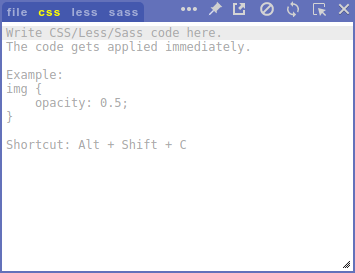 file css less sass
Write CSS/Less/Sass code here.
The code gets applied immediately.
Example:
img {
    opacity: 0.5;
}
Shortcut: Alt + Shift + C